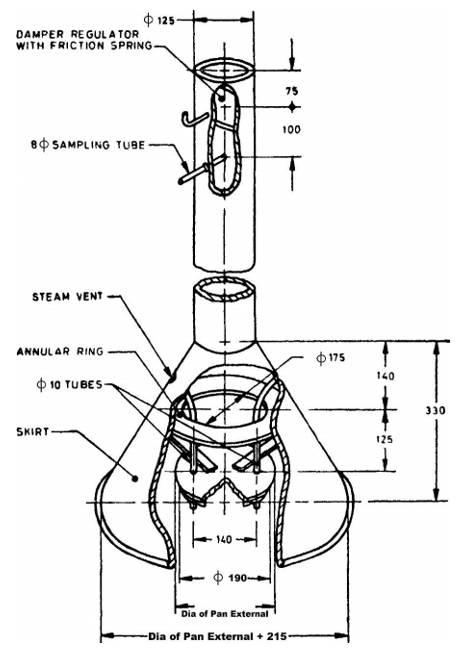 ϕ 125
DAMPER REGULATOR
WITH FRICTION SPRING
75
100
8ϕ SAMPLING TUBE
STEAM VENT
ANNULAR RING
ϕ 175
ϕ 10 TUBES
140
330
125
SKIRT
140
ϕ 190
Dia of Pan External
Dia of Pan External + 215